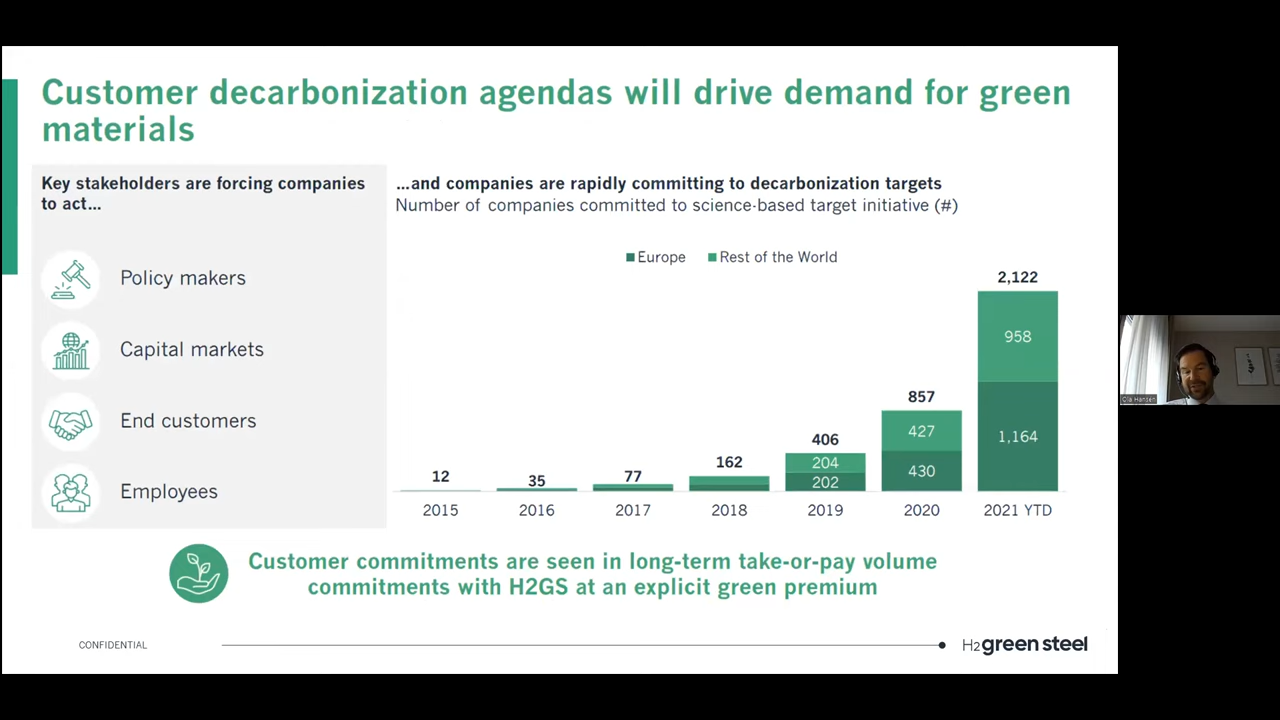 Customer decarbonization agendas will drive demand for green
materials
Key stakeholders are forcing companies
to act...
Policy makers
Capital markets
End customers
Employees
...and companies are rapidly committing to decarbonization targets
Number of companies committed to science-based target initiative (#)
Europe
Rest of the World
12
35
77
162
406
204
202
857
427
430
2,122
958
1,164
2015
2016
2017
2018
2019
2020
2021 YTD
Customer commitments are seen in long-term take-or-pay volume
commitments with H2GS at an explicit green premium
CONFIDENTIAL
H2green steel
Ola Hansén